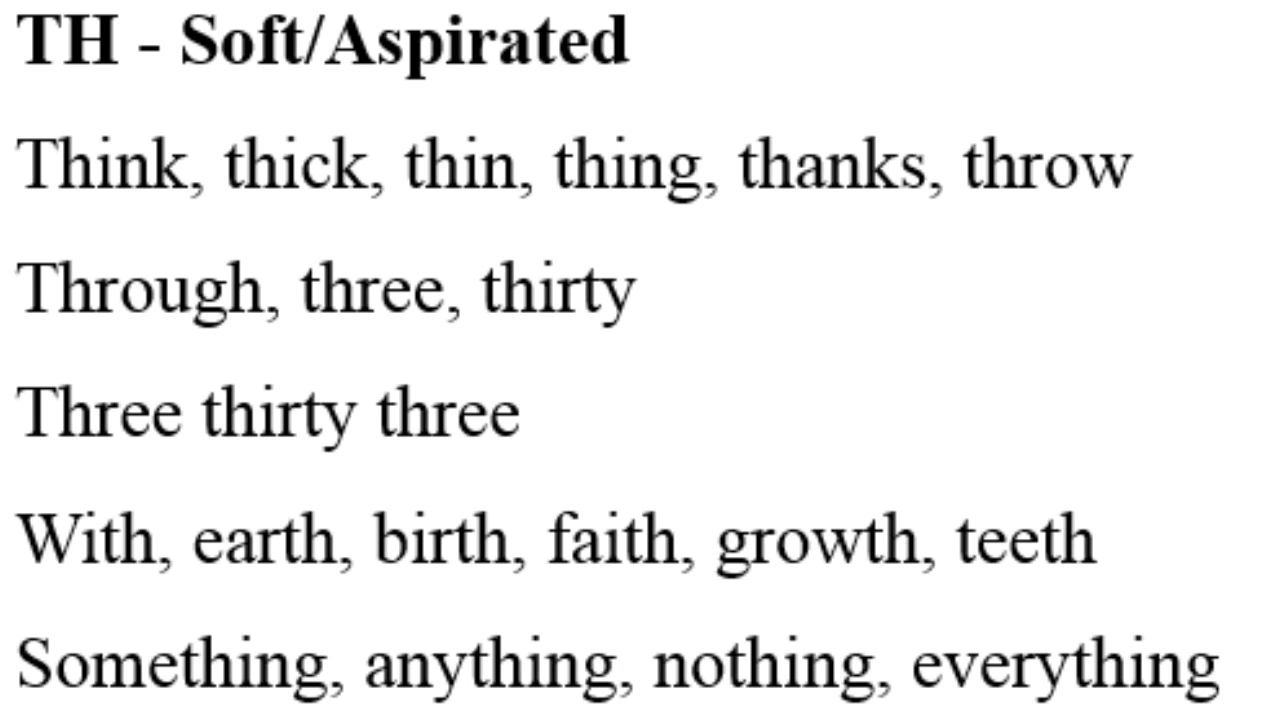 TH - Soft/Aspirated
Think, thick, thin, thing, thanks, throw
Through, three, thirty
Three thirty three
With, earth, birth, faith, growth, teeth
Something, anything, nothing, everything